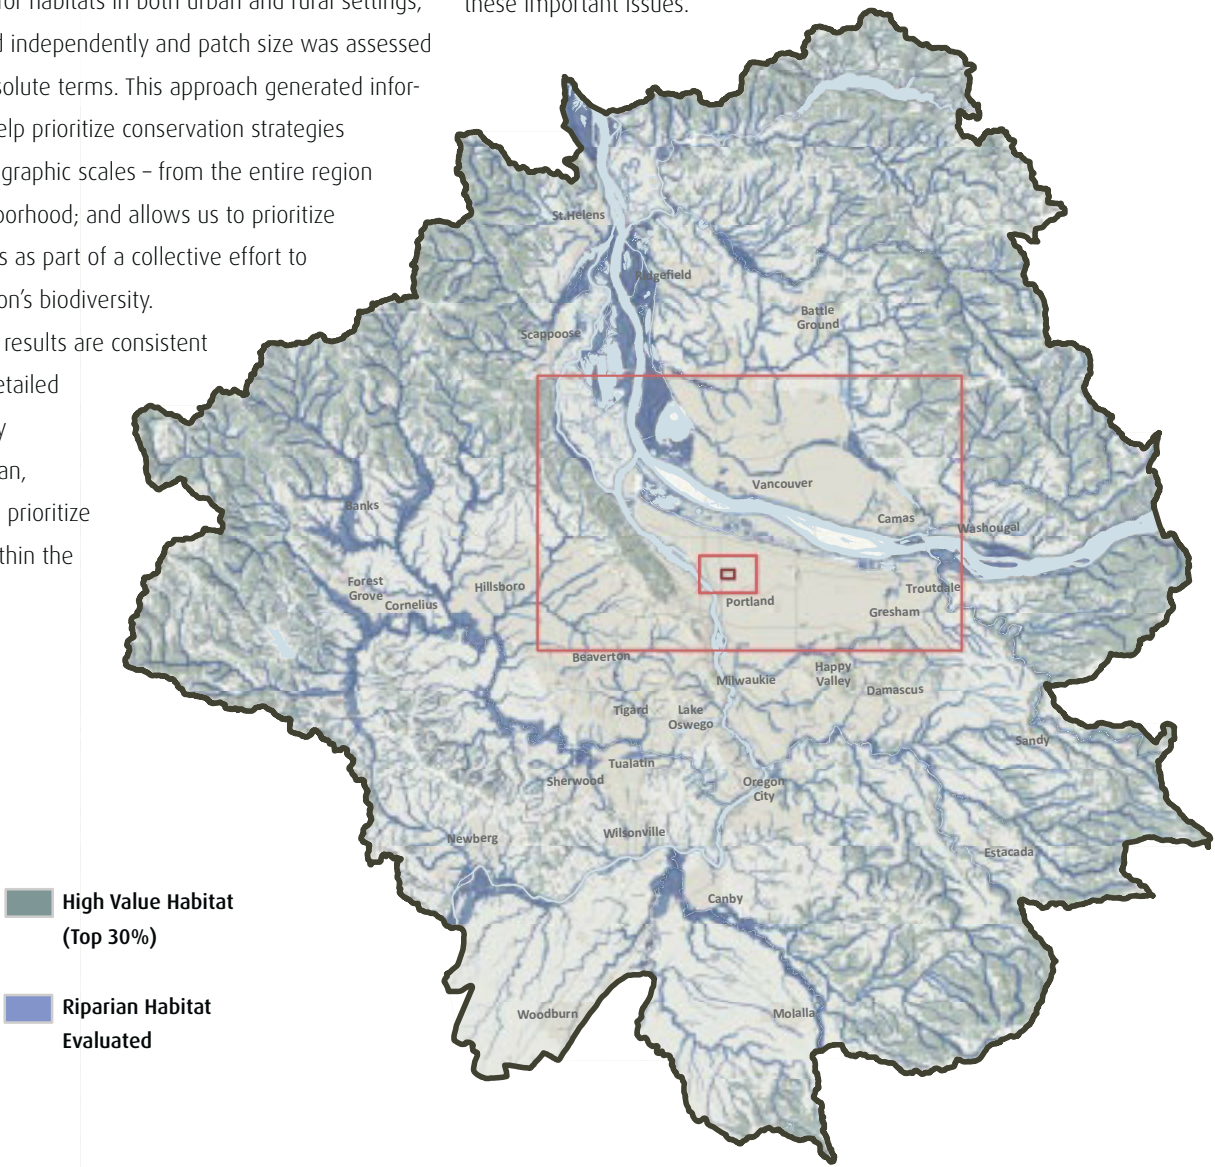 for habitats in both urban and rural settings,
independently and patch size was assessed
solute terms. This approach generated infor-
elp prioritize conservation strategies
graphic scales – from the entire region
borhood; and allows us to prioritize
s as part of a collective effort to
on's biodiversity.
results are consistent
etailed
y
an,
prioritize
thin the
these important issues.
St.Helens
Ridgefield
Battle
Ground
Scappoose
Vancouver
Camas
Washougal
Banks
Forest
Grove
Cornelius
Hillsboro
Portland
Troutdale
Gresham
Beaverton
Milwaukie
Happy
Valley
Damascus
Tigard
Lake
Oswego
Sandy
Tualatin
Sherwood
Oregon
City
Newberg
Wilsonville
Estacada
Canby
Woodburn
Molalla
High Value Habitat
(Top 30%)
Riparian Habitat
Evaluated